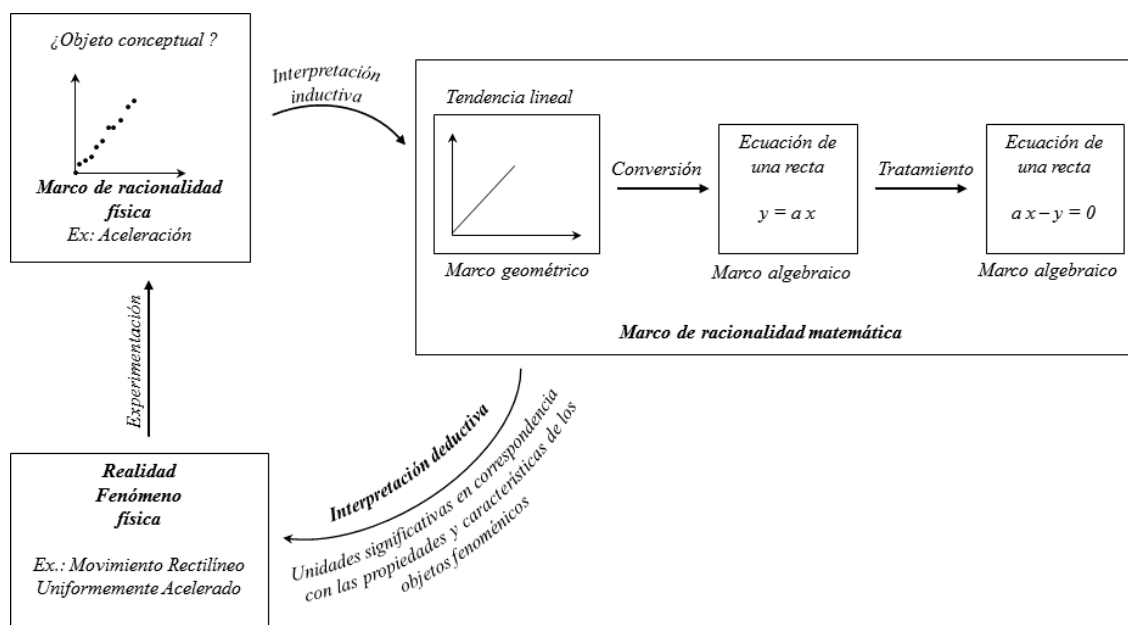 ¿Objeto conceptual ?
Marco de racionalidad
física
Ex: Aceleración
Interpretación
inductiva
Tendencia lineal
Marco geométrico
Conversión
Ecuación de
una recta
y = a x
Marco algebraico
Tratamiento
Ecuación de
una recta
a x – y = 0
Marco algebraico
Marco de racionalidad matemática
Experimentación
Realidad
Fenómeno
física
Ex.: Movimiento Rectilíneo
Uniformemente Acelerado
Interpretación deductiva
Unidades significativas en correspondencia
con las propiedades y características de los
objetos fenoménicos